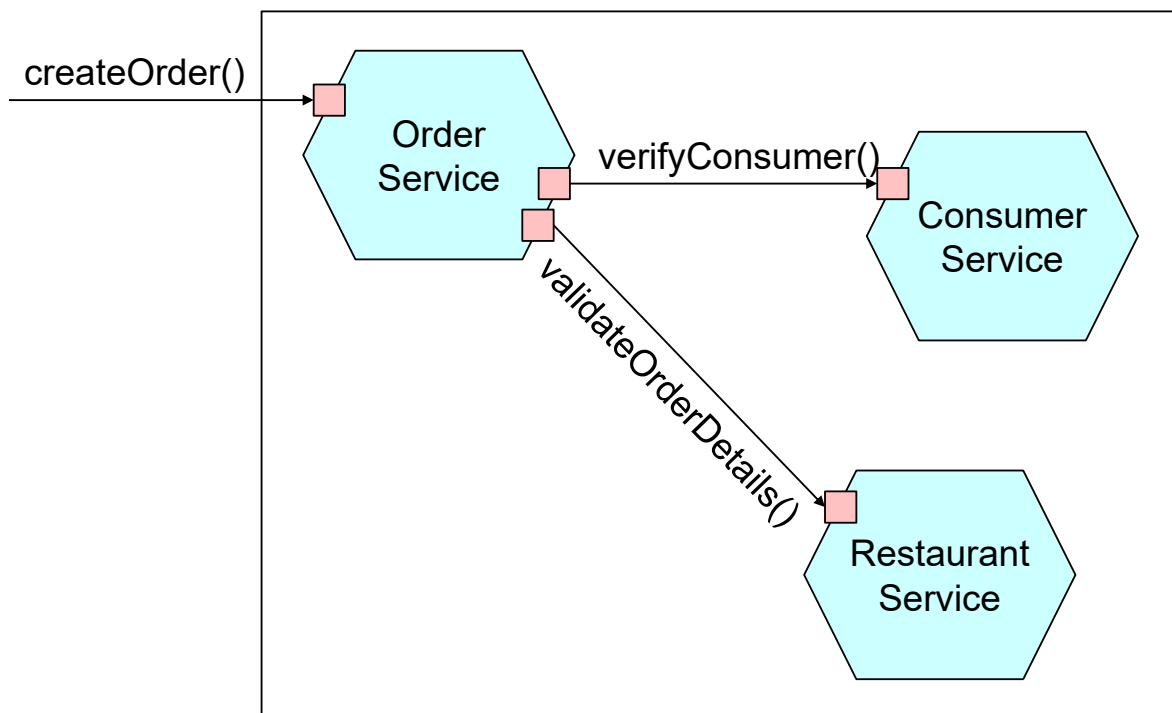 createOrder()
Order
Service
verifyConsumer()
Consumer
Service
validateOrderDetails()
Restaurant
Service